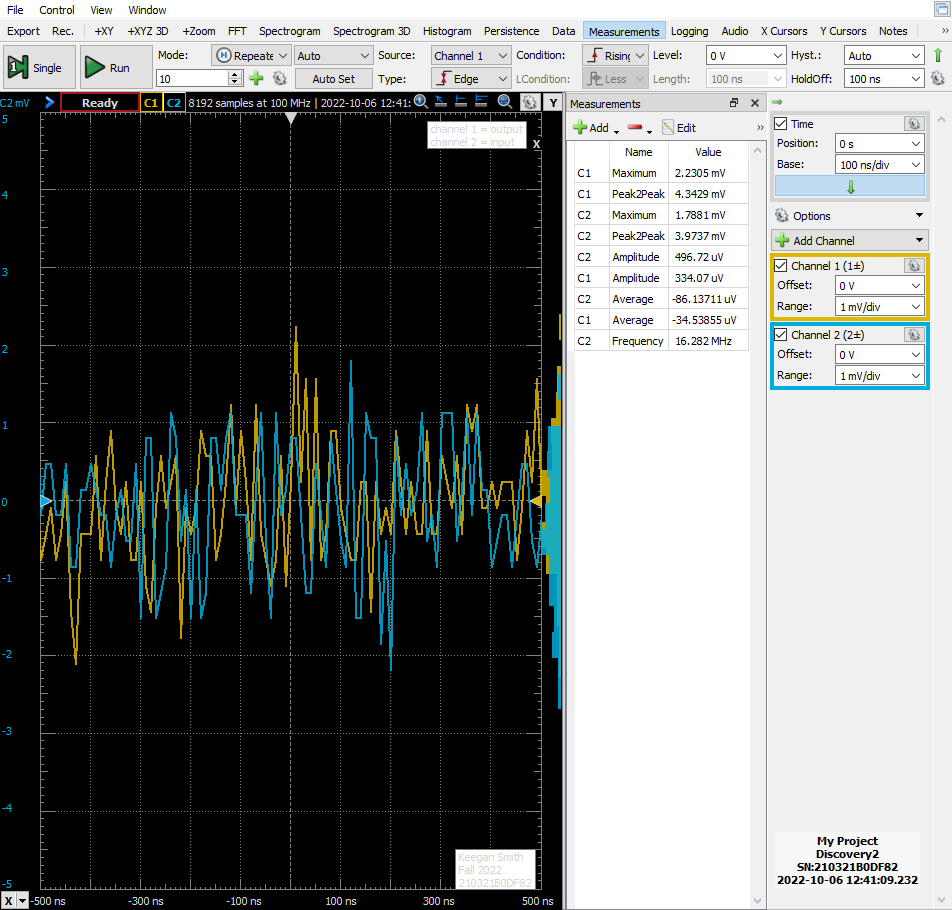 File Control View Window
Export Rec. +XY +XYZ 3D +Zoom FFT Spectrogram Spectrogram 3D Histogram Persistence Data Measurements Logging Audio X Cursors Y Cursors Notes »
Single Run Mode: Repeate Auto Source: Channel 1 Condition: Rising Level: 0 V Hyst.: Auto
10 Auto Set Type: Edge LCondition: Less Length: 100 ns HoldOff: 100 ns
C2 mV Ready C1 C2 8192 samples at 100 MHz | 2022-10-06 12:41: Y
channel 1 = output
channel 2 = input
X
5
4
3
2
1
0
-1
-2
-3
-4
-5
Keegan Smith
Fall 2022
210321B0DF82
X -500 ns -300 ns -100 ns 100 ns 300 ns 500 ns
Measurements
Add Edit »
Name Value
C1 Maximum 2.2305 mV
C1 Peak2Peak 4.3429 mV
C2 Maximum 1.7881 mV
C2 Peak2Peak 3.9737 mV
C2 Amplitude 496.72 uV
C1 Amplitude 334.07 uV
C2 Average -86.13711 uV
C1 Average -34.53855 uV
C2 Frequency 16.282 MHz
Time
Position: 0 s
Base: 100 ns/div
Options
Add Channel
Channel 1 (1±)
Offset: 0 V
Range: 1 mV/div
Channel 2 (2±)
Offset: 0 V
Range: 1 mV/div
My Project
Discovery2
SN:210321B0DF82
2022-10-06 12:41:09.232